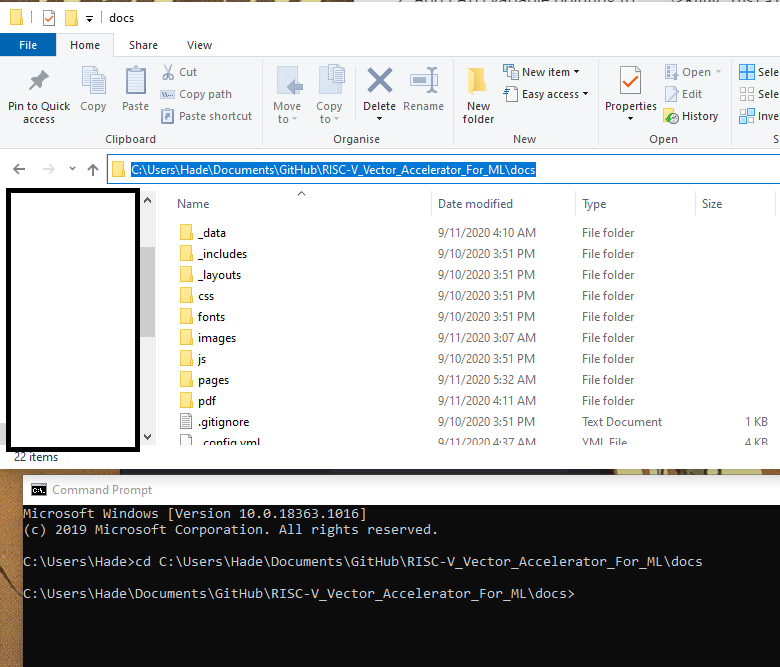 docs
File Home Share View
Pin to Quick access
Copy
Paste
Cut
Copy path
Paste shortcut
Clipboard
Move to
Copy to
Delete
Rename
Organise
New folder
New item
Easy access
New
Properties
Open
Edit
History
Open
Sele
Sele
Inve
S
C:\Users\Hade\Documents\GitHub\RISC-V_Vector_Accelerator_For_ML\docs
Name Date modified Type Size
_data 9/11/2020 4:10 AM File folder
_includes 9/10/2020 3:51 PM File folder
_layouts 9/10/2020 3:51 PM File folder
css 9/10/2020 3:51 PM File folder
fonts 9/10/2020 3:51 PM File folder
images 9/11/2020 3:07 AM File folder
js 9/10/2020 3:51 PM File folder
pages 9/11/2020 5:32 AM File folder
pdf 9/11/2020 4:11 AM File folder
.gitignore 9/10/2020 3:51 PM Text Document 1 KB
_config.yml 9/11/2020 4:37 AM YML File 4 KB
22 items
C:\. Command Prompt
Microsoft Windows [Version 10.0.18363.1016]
(c) 2019 Microsoft Corporation. All rights reserved.
C:\Users\Hade>cd C:\Users\Hade\Documents\GitHub\RISC-V_Vector_Accelerator_For_ML\docs
C:\Users\Hade\Documents\GitHub\RISC-V_Vector_Accelerator_For_ML\docs>